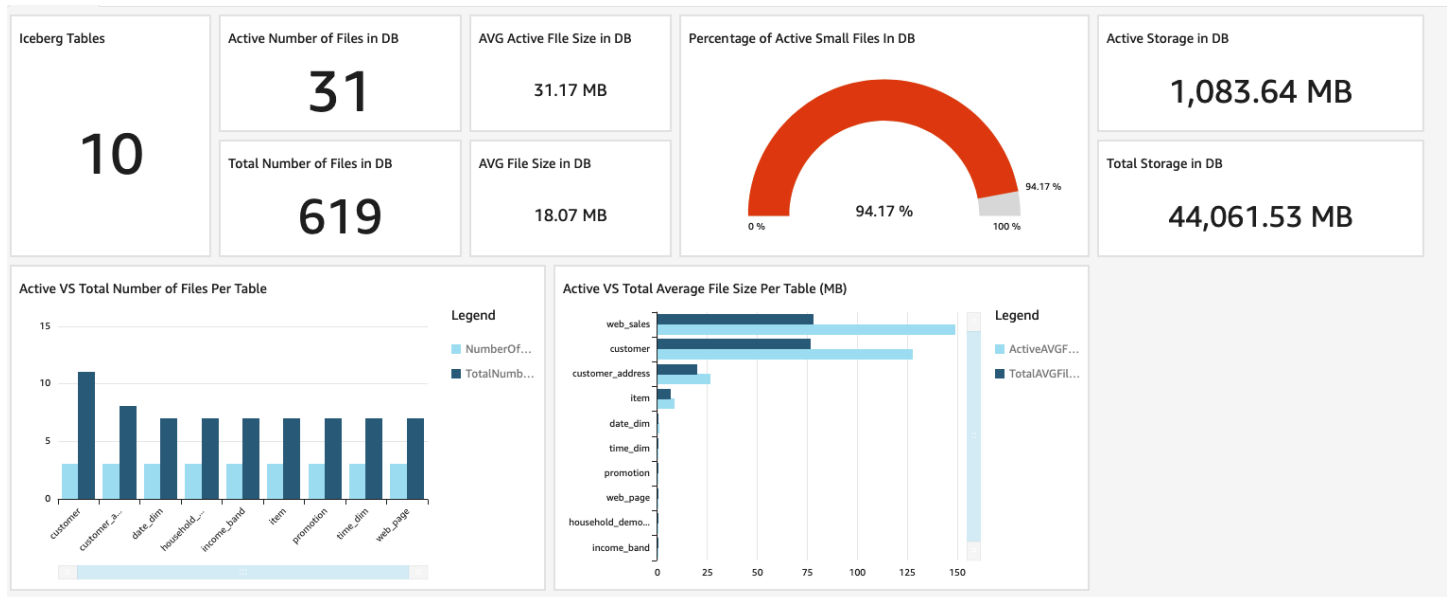 Iceberg Tables
10
Active Number of Files in DB
31
AVG Active FIle Size in DB
31.17 MB
Percentage of Active Small Files In DB
94.17 %
94.17 %
0 %
100 %
Active Storage in DB
1,083.64 MB
Total Number of Files in DB
619
AVG File Size in DB
18.07 MB
Total Storage in DB
44,061.53 MB
Active VS Total Number of Files Per Table
15
10
5
0
customer
customer_a...
date_dim
household_...
income_band
item
promotion
time_dim
web_page
Legend
NumberOf...
TotalNumb...
Active VS Total Average File Size Per Table (MB)
web_sales
customer
customer_address
item
date_dim
time_dim
promotion
web_page
household_demo...
income_band
0 25 50 75 100 125 150
Legend
ActiveAVGF...
TotalAVGFil...